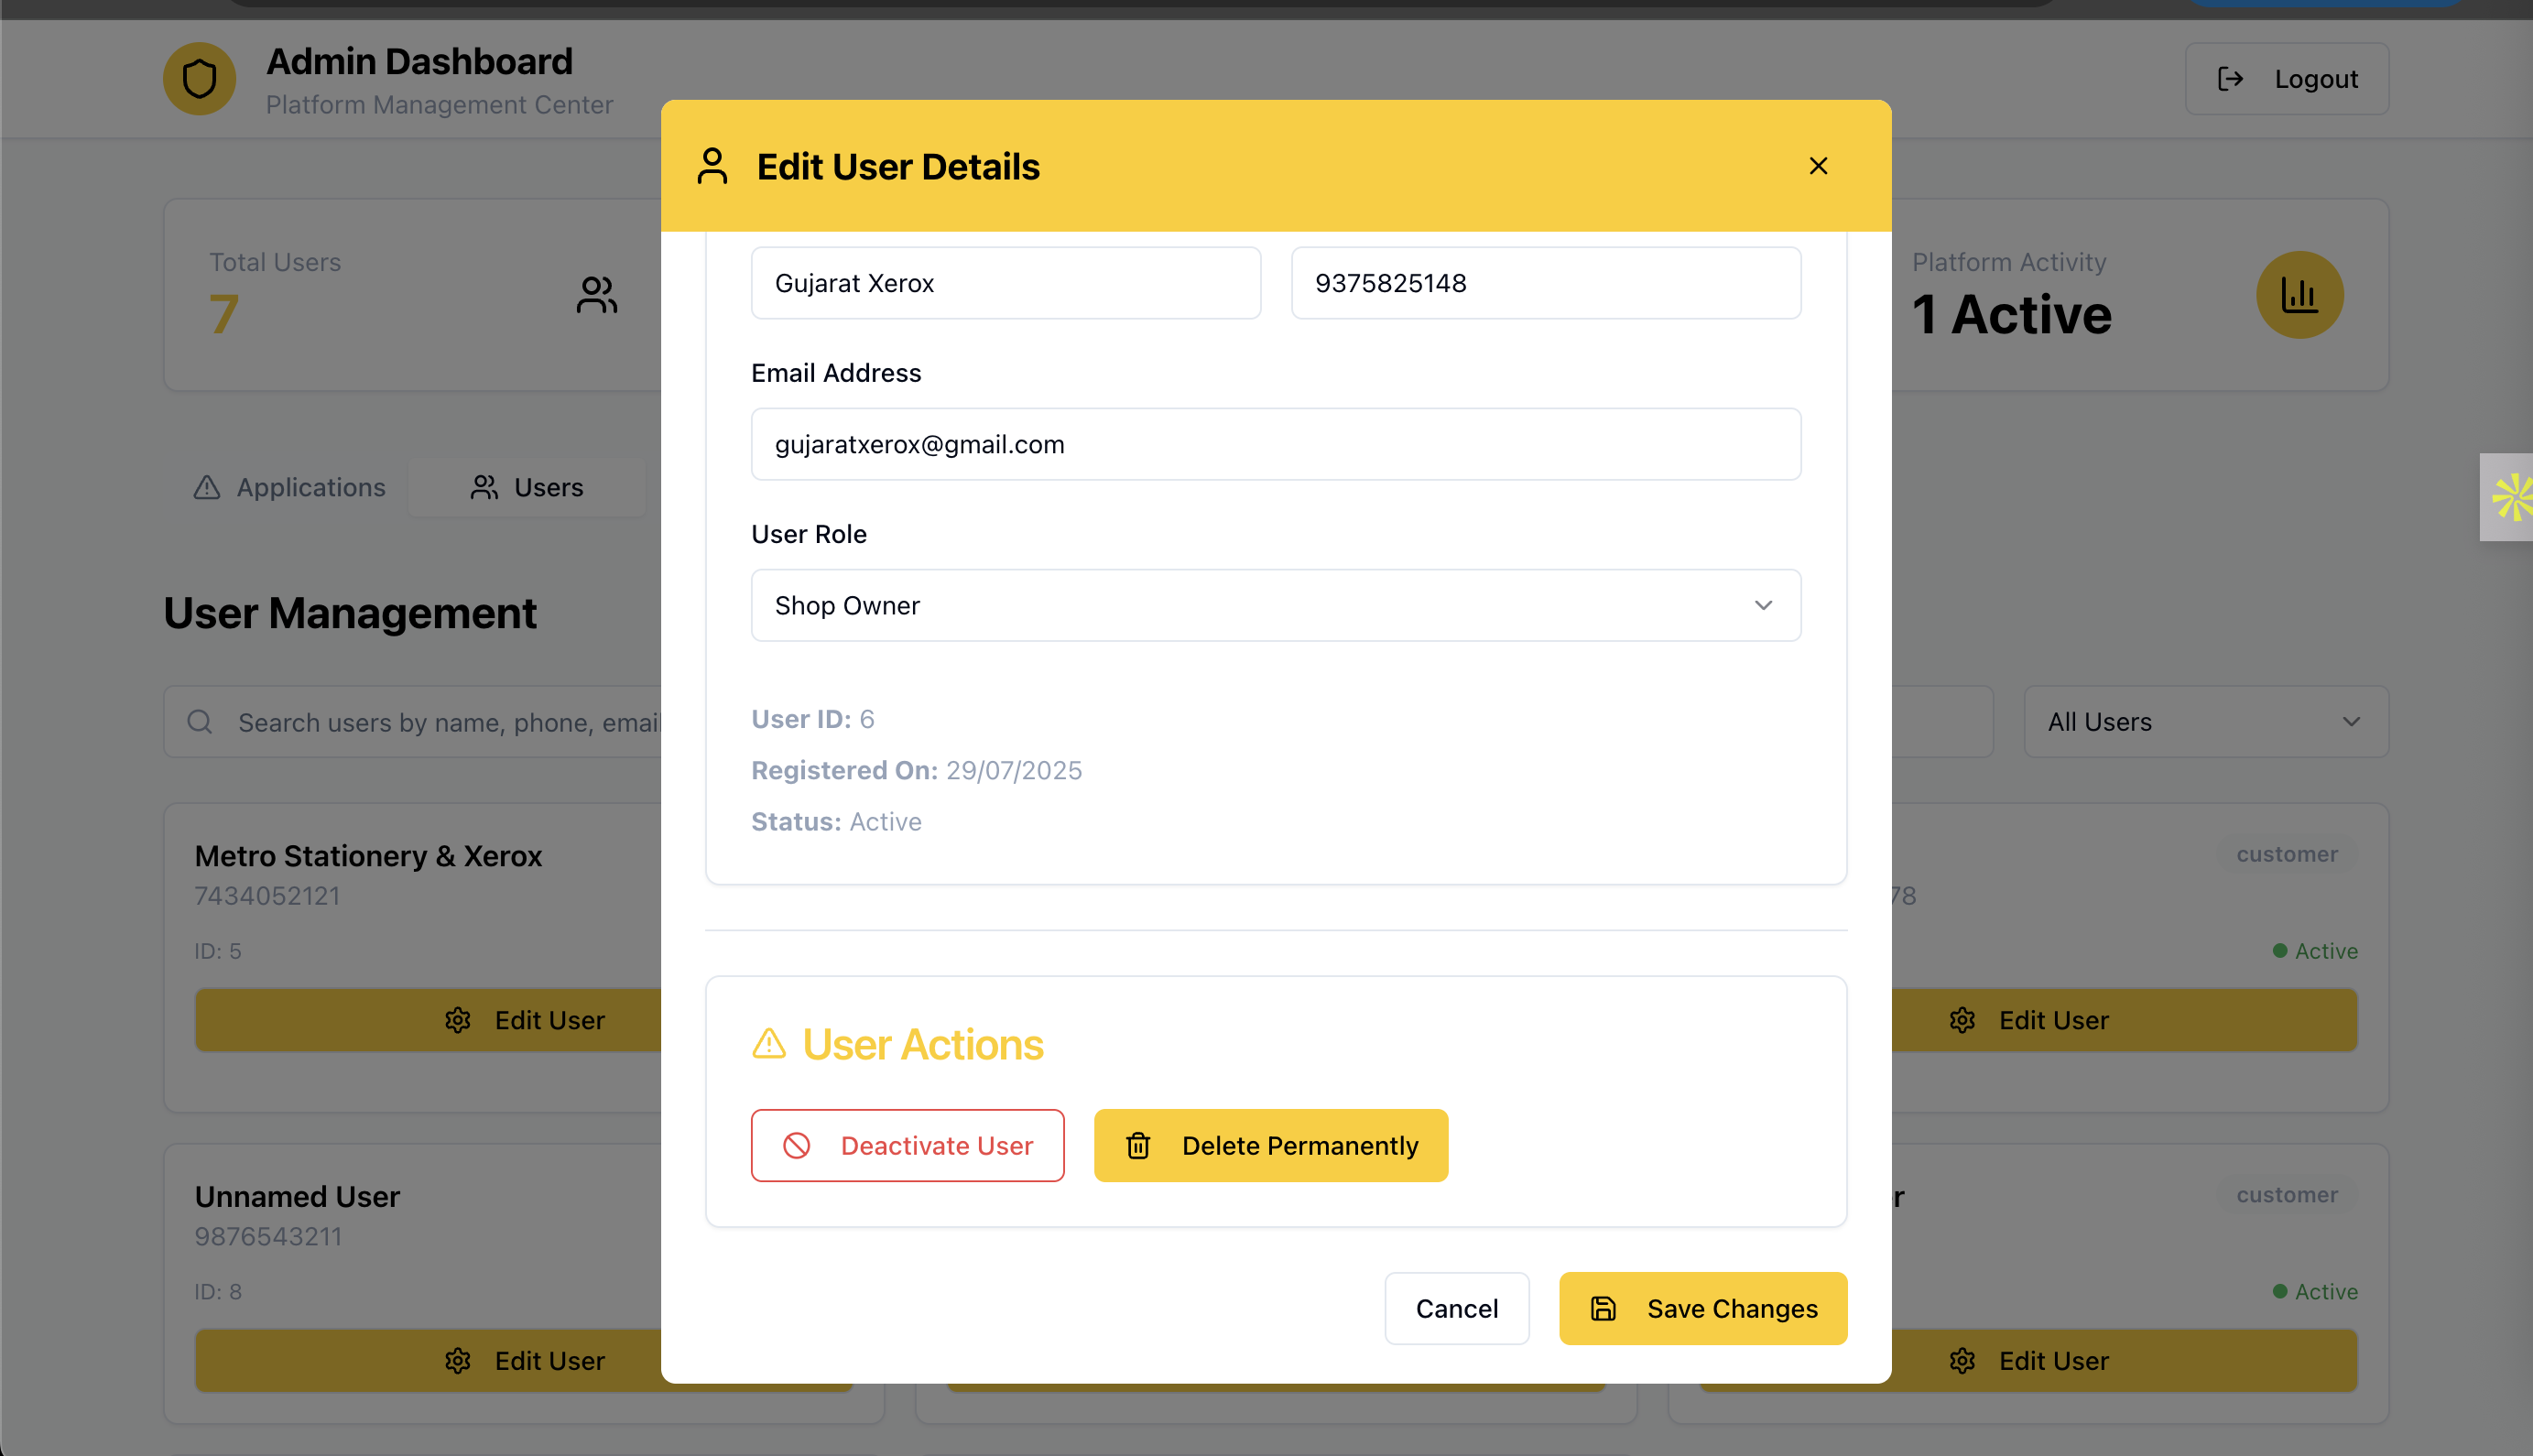 Admin Dashboard
Platform Management Center
Logout
Edit User Details
Total Users
7
Platform Activity
1 Active
Gujarat Xerox
9375825148
Email Address
gujaratxerox@gmail.com
Applications
Users
User Role
Shop Owner
User Management
Search users by name, phone, email
All Users
User ID: 6
Registered On: 29/07/2025
Status: Active
Metro Stationery & Xerox
7434052121
ID: 5
Edit User
customer
78
Active
Edit User
User Actions
Deactivate User
Delete Permanently
Unnamed User
9876543211
ID: 8
Edit User
r
customer
Active
Edit User
Cancel
Save Changes